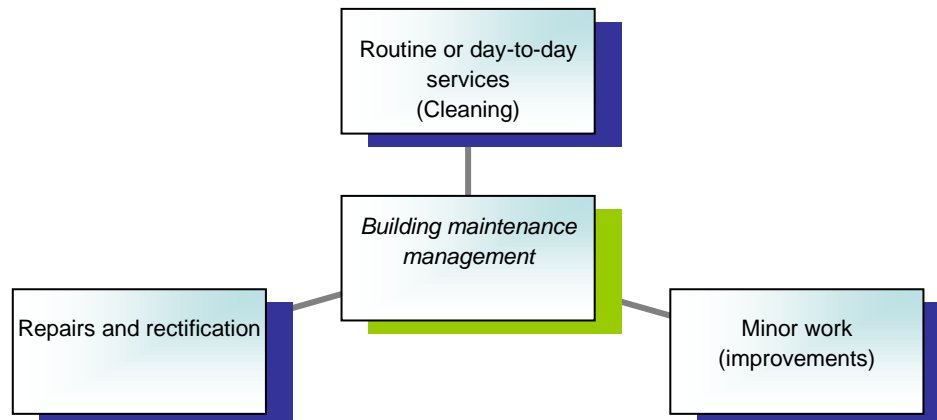 Routine or day-to-day
services
(Cleaning)
Building maintenance
management
Repairs and rectification
Minor work
(improvements)